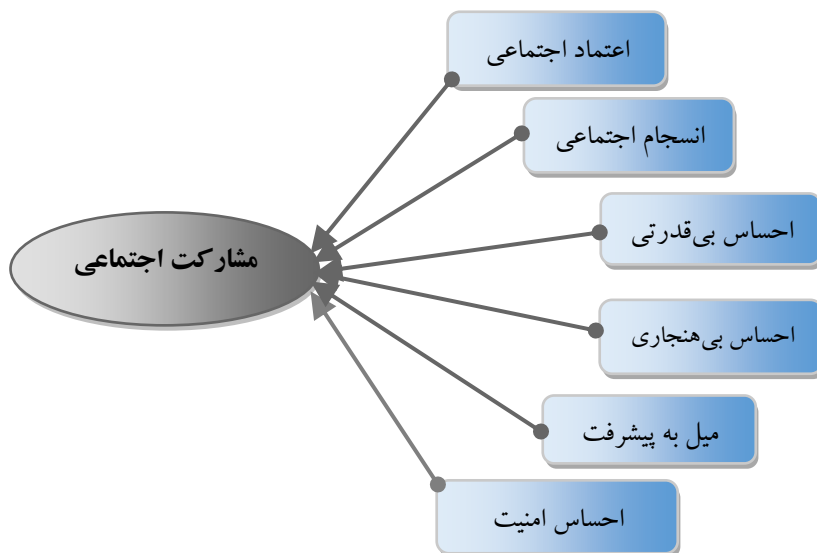 اعتماد اجتماعی
انسجام اجتماعی
احساس بی‌قدرتی
مشارکت اجتماعی
احساس بی‌هنجاری
میل به پیشرفت
احساس امنیت